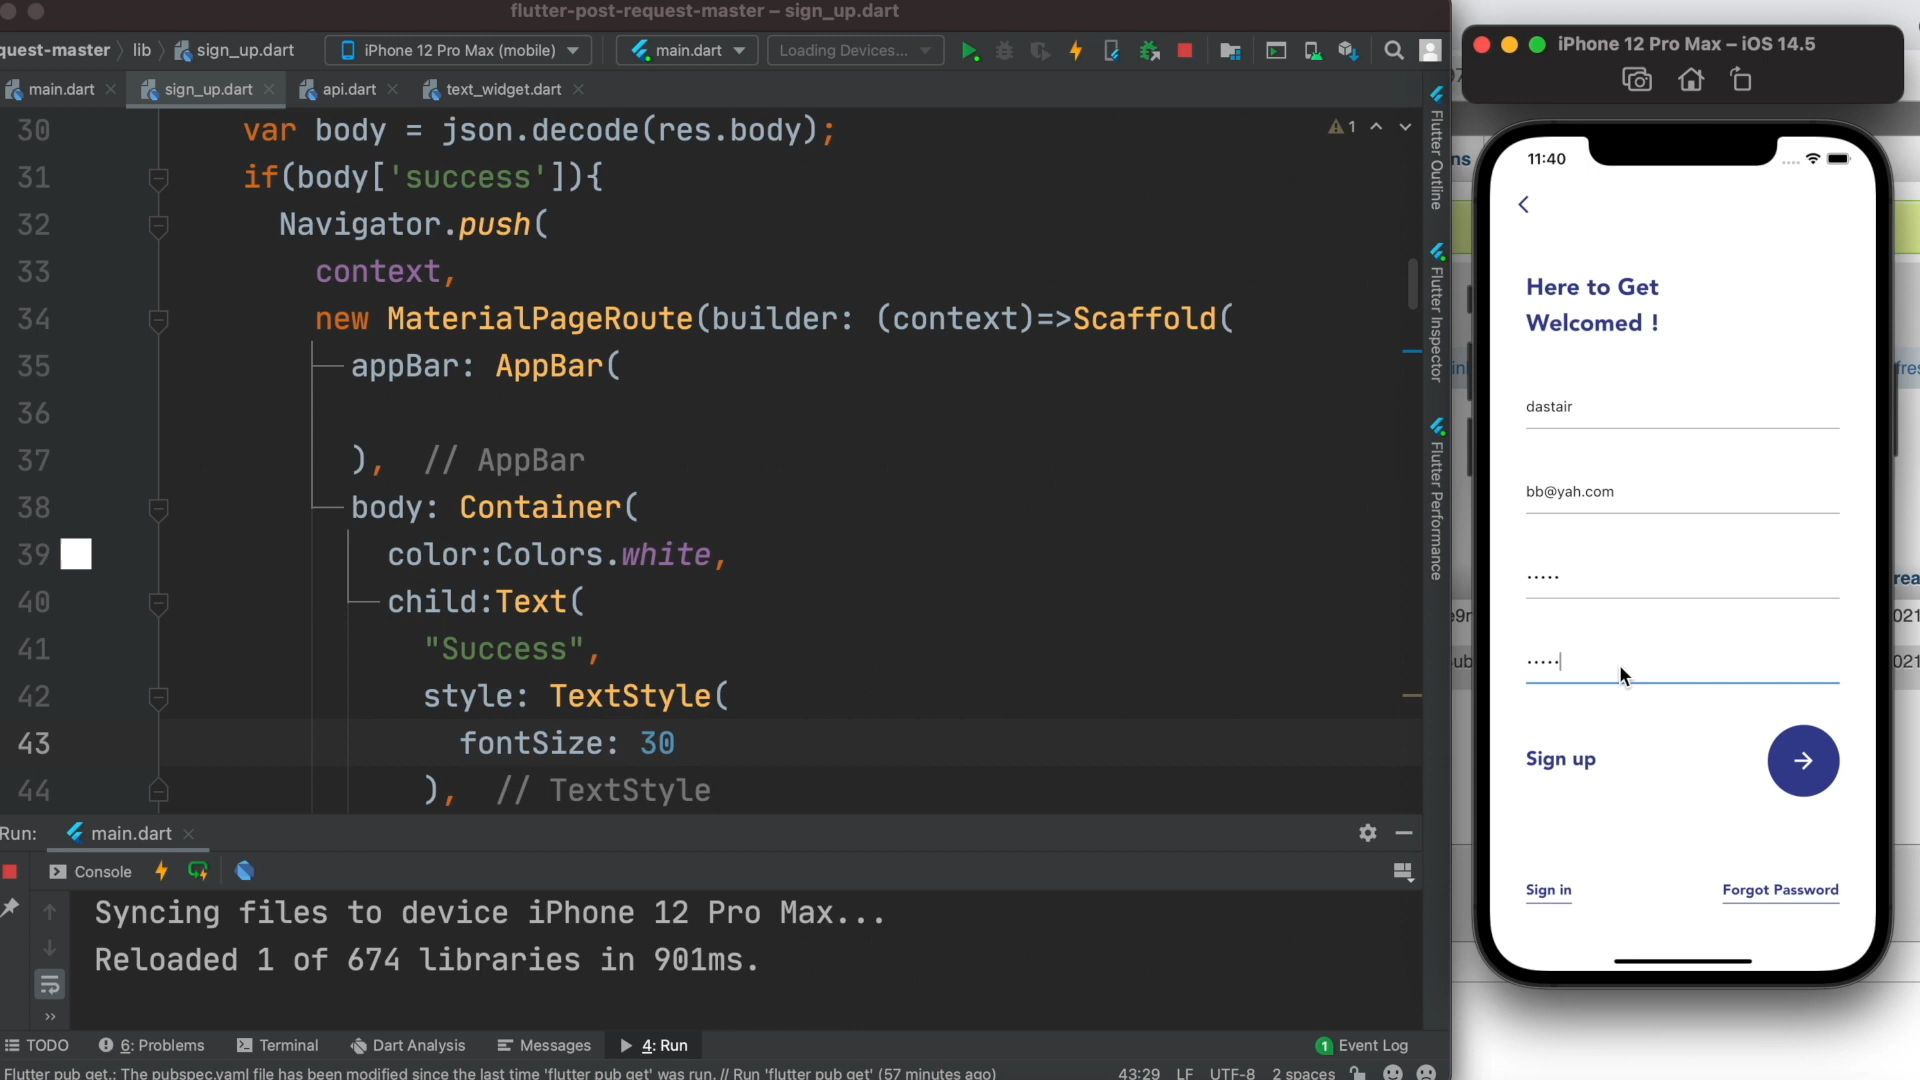 flutter-post-request-master – sign_up.dart
quest-master
lib
sign_up.dart
iPhone 12 Pro Max (mobile)
main.dart
Loading Devices...
main.dart
sign_up.dart
api.dart
text_widget.dart
30 var body = json.decode(res.body);
31 if(body['success']){
32 Navigator.push(
33 context,
34 new MaterialPageRoute(builder: (context)=>Scaffold(
35 appBar: AppBar(
36
37 ), // AppBar
38 body: Container(
39 color:Colors.white,
40 child:Text(
41 "Success",
42 style: TextStyle(
43 fontSize: 30
44 ), // TextStyle
1
Flutter Outline
Flutter Inspector
Flutter Performance
Run:
main.dart
Console
Syncing files to device iPhone 12 Pro Max...
Reloaded 1 of 674 libraries in 901ms.
TODO
6: Problems
Terminal
Dart Analysis
Messages
4: Run
1 Event Log
Flutter pub get.: The pubspec.yaml file has been modified since the last time 'flutter pub get' was run. // Run 'flutter pub get' (57 minutes ago)
43:29 LF UTF-8 2 spaces
iPhone 12 Pro Max – iOS 14.5
11:40
Here to Get
Welcomed !
dastair
bb@yah.com
·····
·····
Sign up
Sign in
Forgot Password
ns
fres
rea
021
021